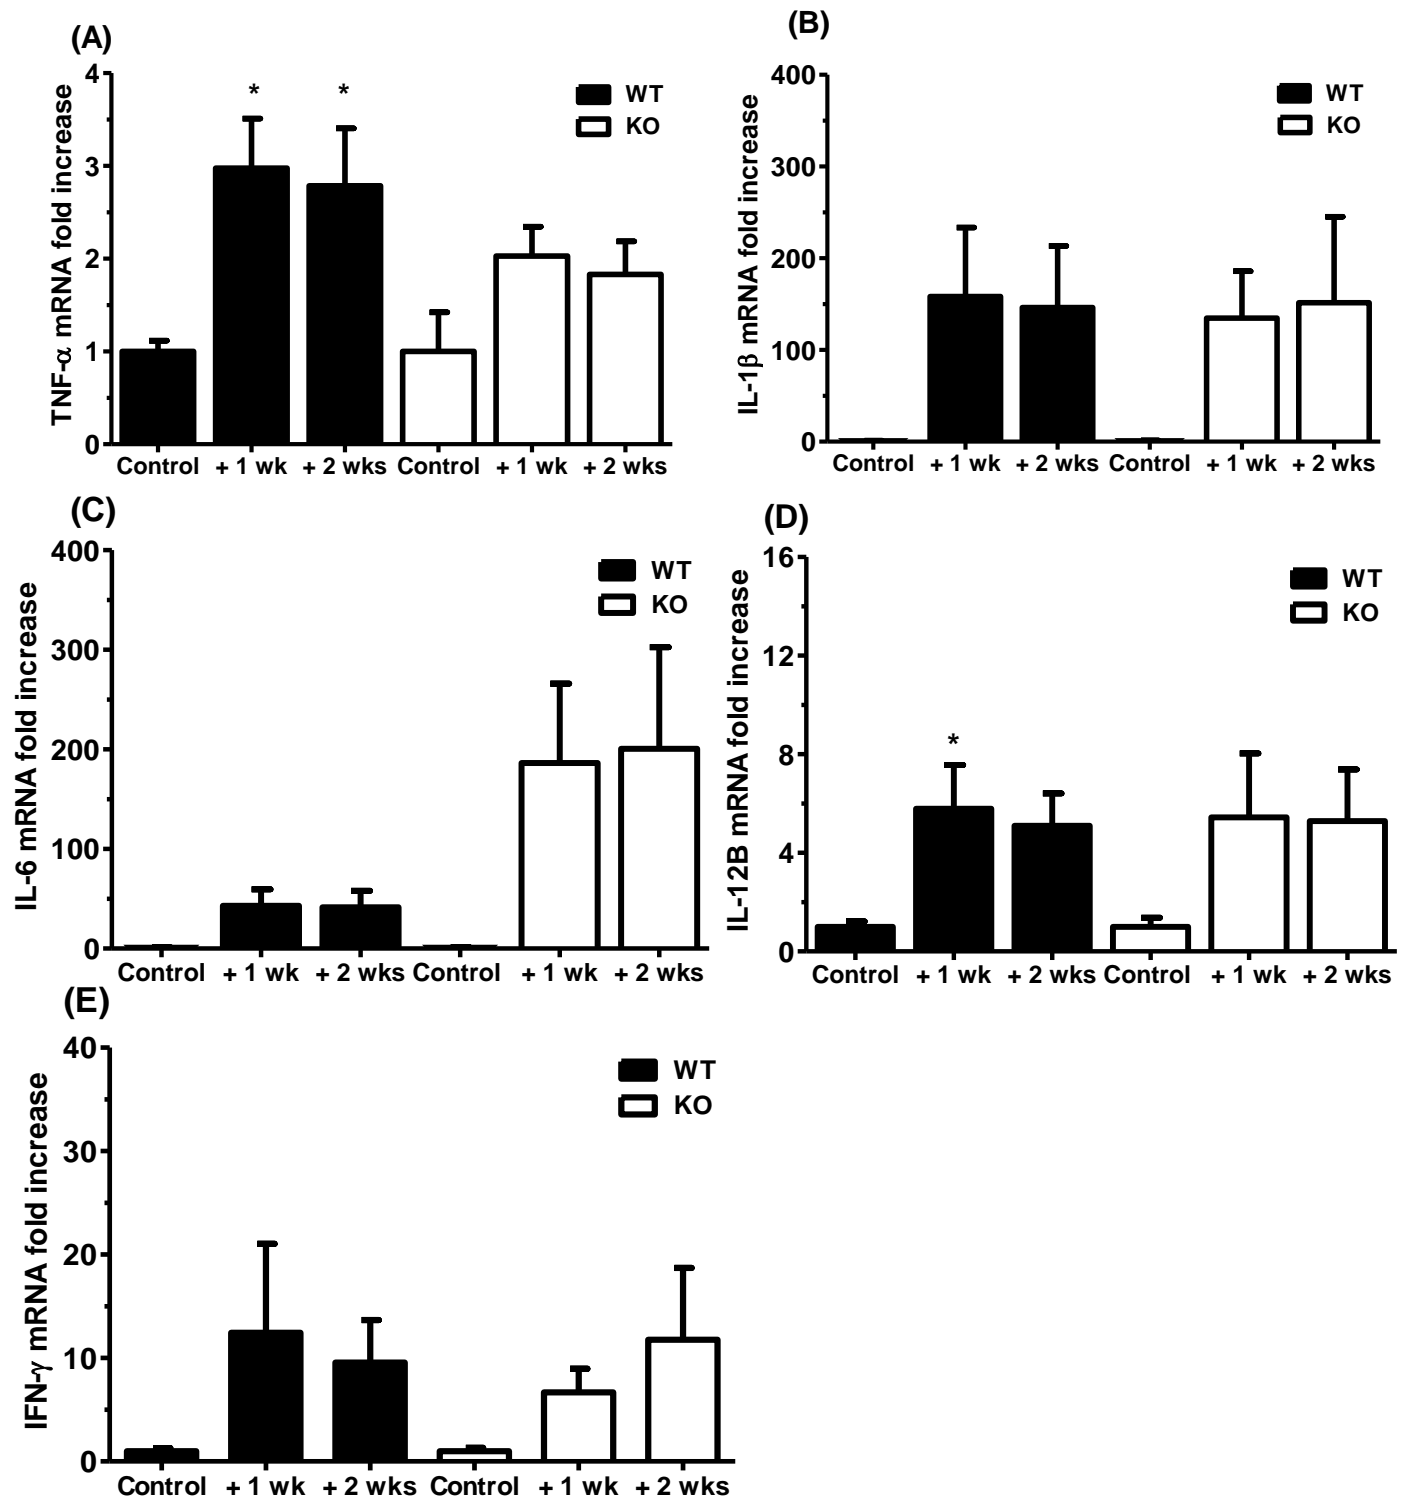 (A)
TNF-α mRNA fold increase
4
3
2
1
0
*
*
WT
KO
Control + 1 wk + 2 wks Control + 1 wk + 2 wks
(B)
IL-1β mRNA fold increase
400
300
200
100
0
WT
KO
Control + 1 wk + 2 wks Control + 1 wk + 2 wks
(C)
IL-6 mRNA fold increase
400
300
200
100
0
WT
KO
Control + 1 wk + 2 wks Control + 1 wk + 2 wks
(D)
IL-12B mRNA fold increase
16
12
8
4
0
*
WT
KO
Control + 1 wk + 2 wks Control + 1 wk + 2 wks
(E)
IFN-γ mRNA fold increase
40
30
20
10
0
WT
KO
Control + 1 wk + 2 wks Control + 1 wk + 2 wks